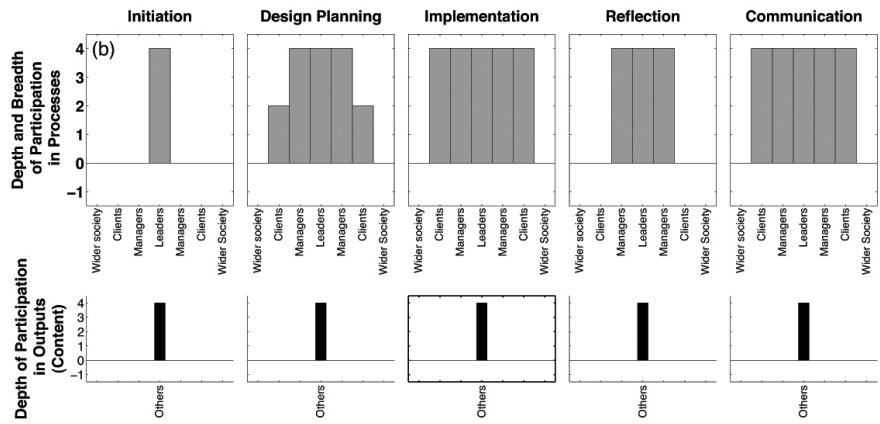 Initiation
Design Planning
Implementation
Reflection
Communication
(b)
Depth and Breadth
of Participation
in Processes
4
3
2
1
0
−1
Wider society
Clients
Managers
Leaders
Managers
Clients
Wider Society
Wider society
Clients
Managers
Leaders
Managers
Clients
Wider Society
Wider society
Clients
Managers
Leaders
Managers
Clients
Wider Society
Wider society
Clients
Managers
Leaders
Managers
Clients
Wider Society
Wider society
Clients
Managers
Leaders
Managers
Clients
Wider Society
Depth of Participation
in Outputs
(Content)
4
3
2
1
0
−1
Others
Others
Others
Others
Others